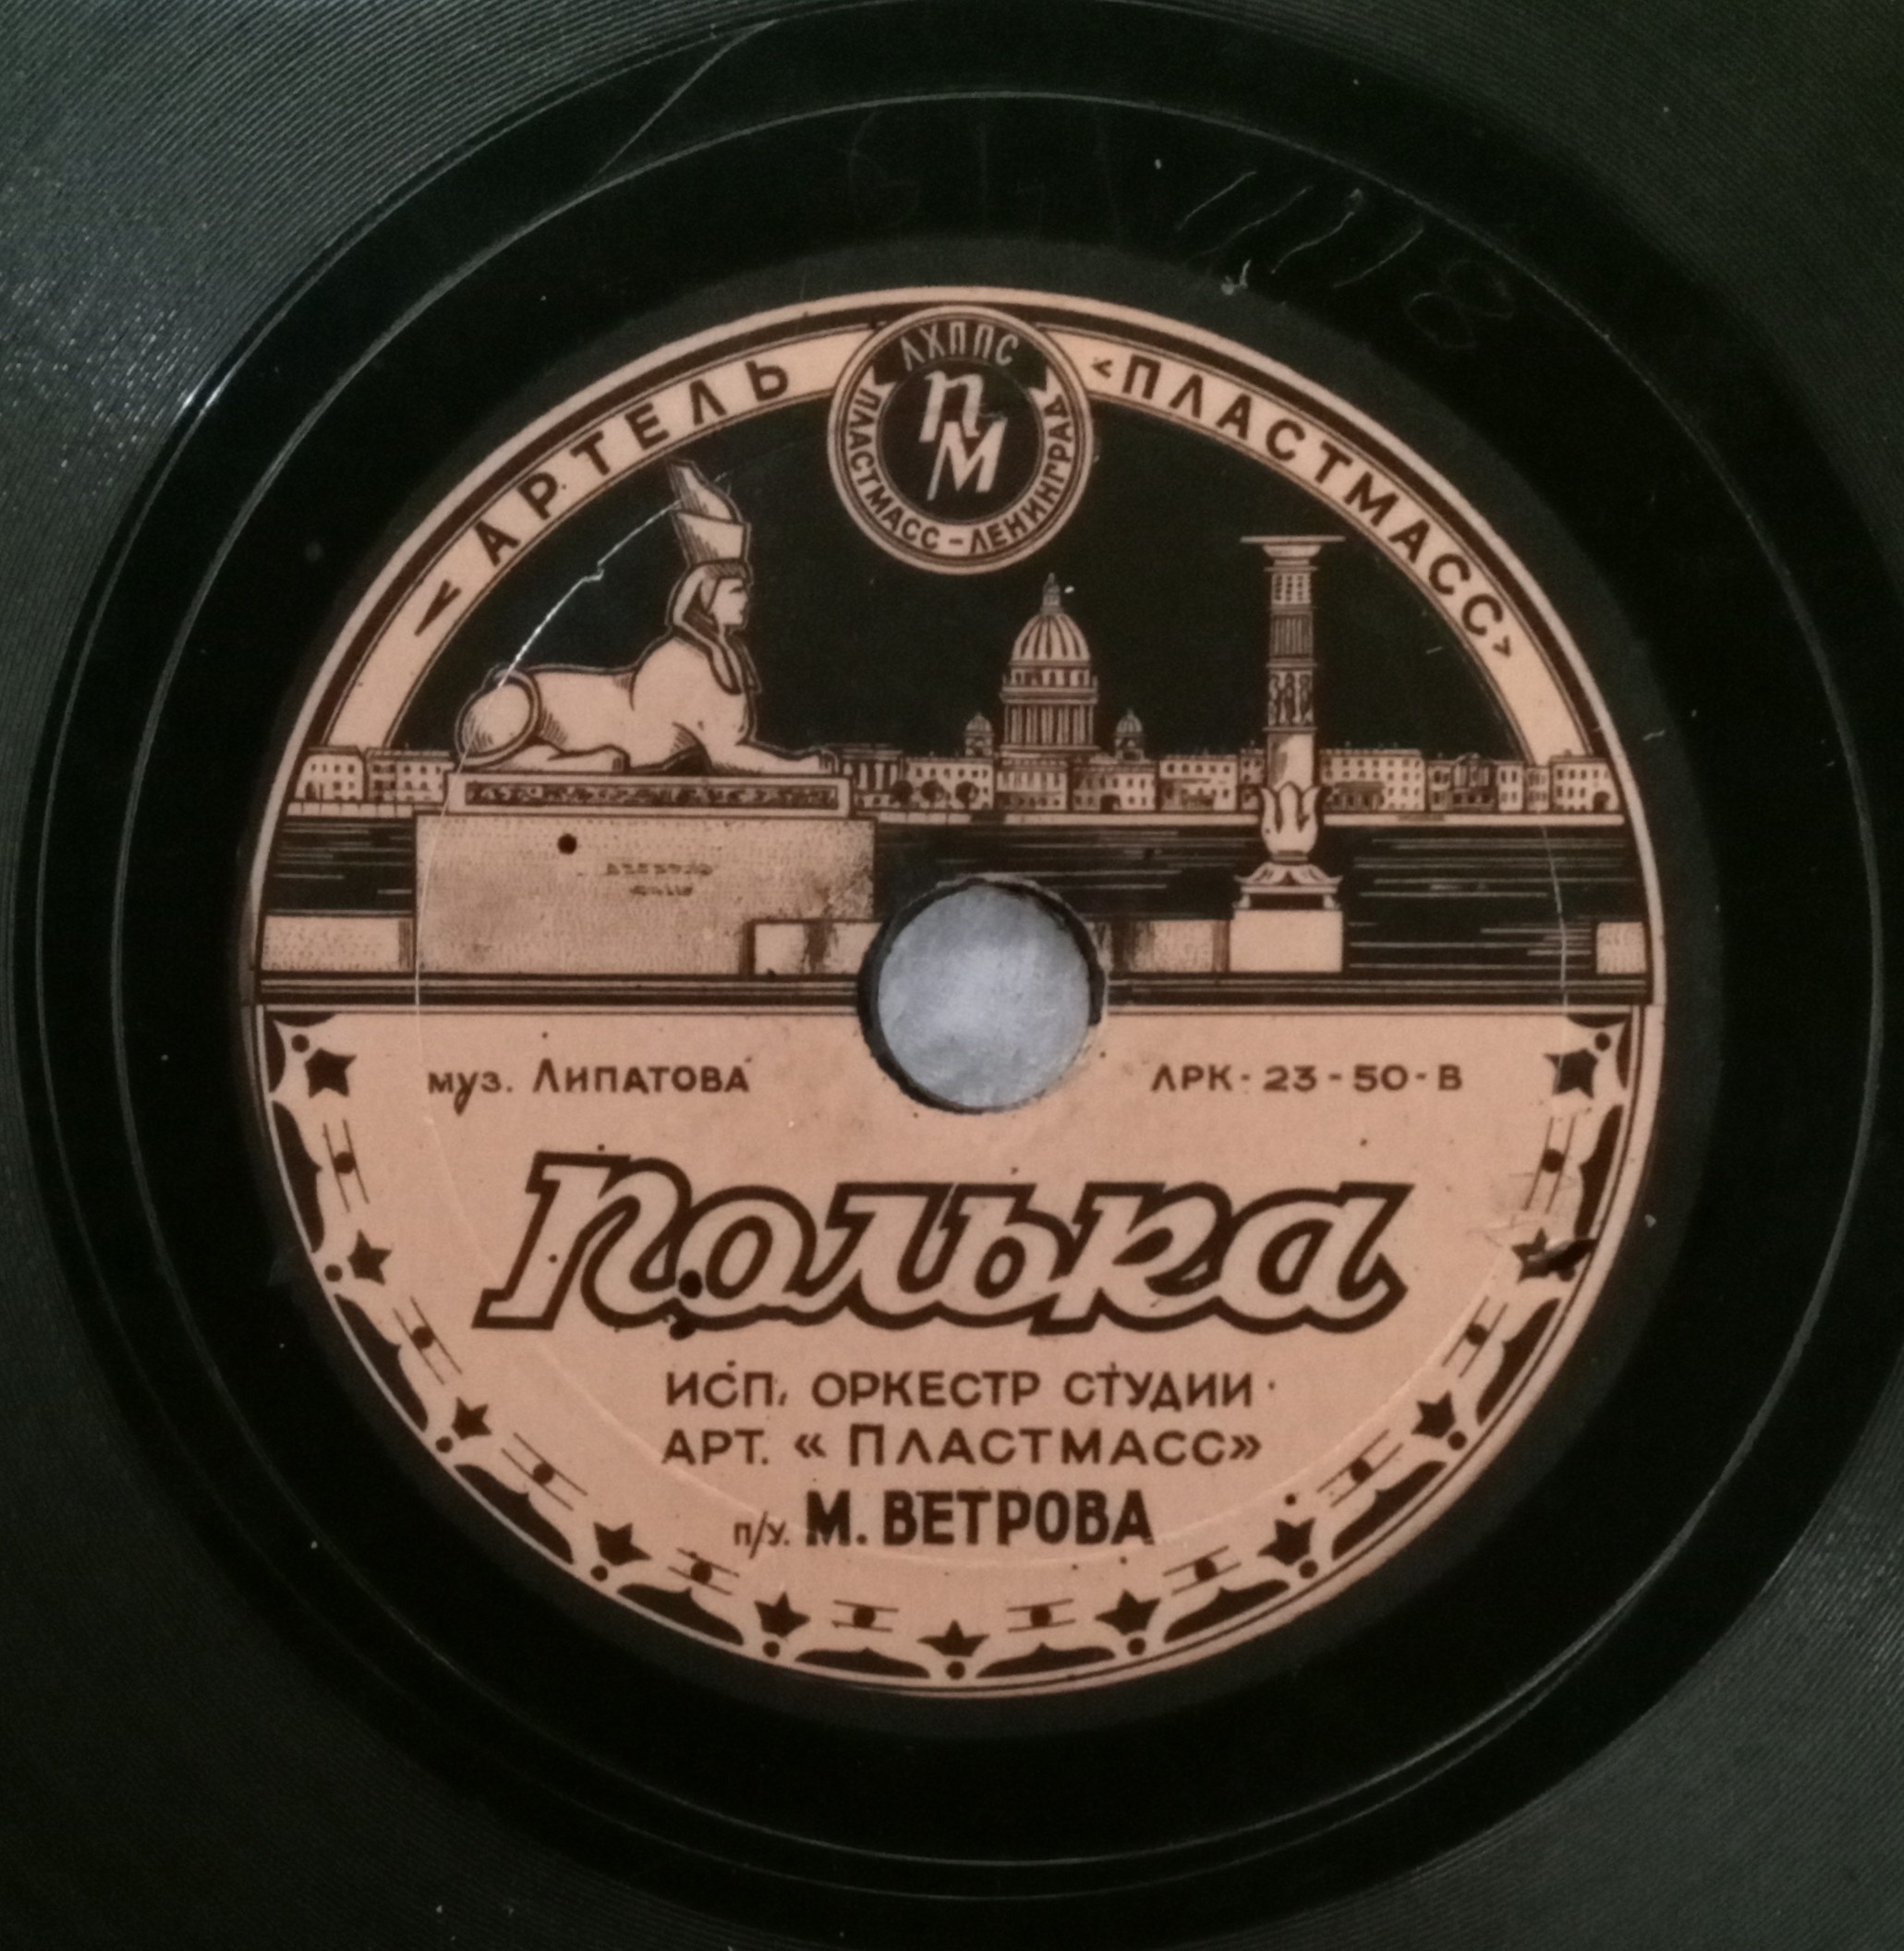 « АРТЕЛЬ «ПЛАСТМАСС»
ЛХППС
ПМ
ПЛАСТМАСС-ЛЕНИНГРАД
муз. Липатова
ЛРК-23-50-В
Полька
исп. оркестр студии
арт. « Пластмасс»
п/у. М. ВЕТРОВА